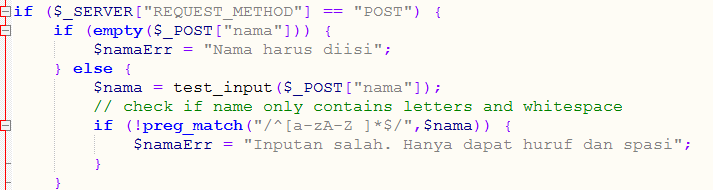 if ($_SERVER["REQUEST_METHOD"] == "POST") {
if (empty($_POST["nama"])) {
$namaErr = "Nama harus diisi";
} else {
$nama = test_input($_POST["nama"]);
// check if name only contains letters and whitespace
if (!preg_match("/^[a-zA-Z ]*$/",$nama)) {
$namaErr = "Inputan salah. Hanya dapat huruf dan spasi";
}
}